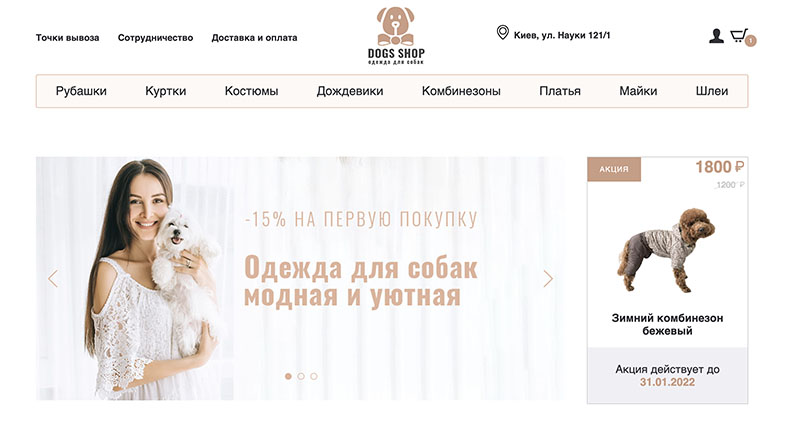 Точки вывоза
Сотрудничество
Доставка и оплата
DOGS SHOP
одежда для собак
Киев, ул. Науки 121/1
1
Рубашки
Куртки
Костюмы
Дождевики
Комбинезоны
Платья
Майки
Шлеи
-15% НА ПЕРВУЮ ПОКУПКУ
Одежда для собак
модная и уютная
АКЦИЯ
1800 ₽
1200 ₽
Зимний комбинезон
бежевый
Акция действует до
31.01.2022